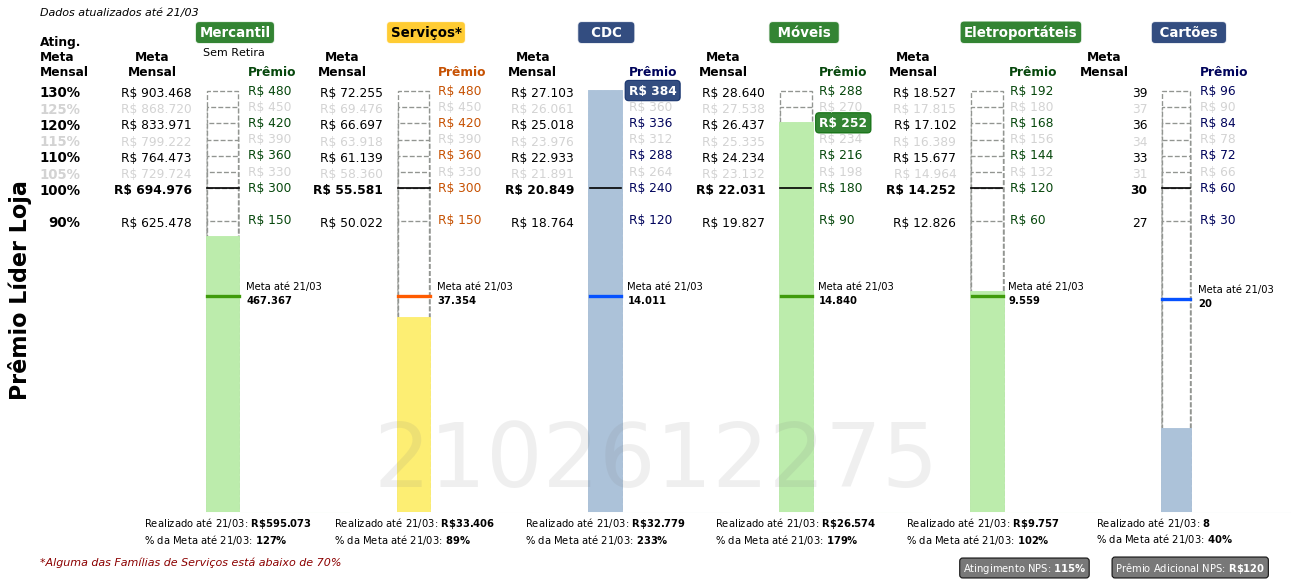 Dados atualizados até 21/03
Mercantil Serviços* CDC Móveis Eletroportáteis Cartões
Sem Retira
Ating. Meta Mensal Meta Mensal Prêmio Meta Mensal Prêmio Meta Mensal Prêmio Meta Mensal Prêmio Meta Mensal Prêmio Meta Mensal Prêmio
130% R$ 903.468 R$ 480 R$ 72.255 R$ 480 R$ 27.103 R$ 384 R$ 28.640 R$ 288 R$ 18.527 R$ 192 39 R$ 96
125% R$ 868.720 R$ 450 R$ 69.476 R$ 450 R$ 26.061 R$ 360 R$ 27.538 R$ 270 R$ 17.815 R$ 180 37 R$ 90
120% R$ 833.971 R$ 420 R$ 66.697 R$ 420 R$ 25.018 R$ 336 R$ 26.437 R$ 252 R$ 17.102 R$ 168 36 R$ 84
115% R$ 799.222 R$ 390 R$ 63.918 R$ 390 R$ 23.976 R$ 312 R$ 25.335 R$ 234 R$ 16.389 R$ 156 34 R$ 78
110% R$ 764.473 R$ 360 R$ 61.139 R$ 360 R$ 22.933 R$ 288 R$ 24.234 R$ 216 R$ 15.677 R$ 144 33 R$ 72
105% R$ 729.724 R$ 330 R$ 58.360 R$ 330 R$ 21.891 R$ 264 R$ 23.132 R$ 198 R$ 14.964 R$ 132 31 R$ 66
100% R$ 694.976 R$ 300 R$ 55.581 R$ 300 R$ 20.849 R$ 240 R$ 22.031 R$ 180 R$ 14.252 R$ 120 30 R$ 60
90% R$ 625.478 R$ 150 R$ 50.022 R$ 150 R$ 18.764 R$ 120 R$ 19.827 R$ 90 R$ 12.826 R$ 60 27 R$ 30
Prêmio Líder Loja
Meta até 21/03 Meta até 21/03 Meta até 21/03 Meta até 21/03 Meta até 21/03 Meta até 21/03
467.367 37.354 14.011 14.840 9.559 20
2102612275
Realizado até 21/03: R$595.073 Realizado até 21/03: R$33.406 Realizado até 21/03: R$32.779 Realizado até 21/03: R$26.574 Realizado até 21/03: R$9.757 Realizado até 21/03: 8
% da Meta até 21/03: 127% % da Meta até 21/03: 89% % da Meta até 21/03: 233% % da Meta até 21/03: 179% % da Meta até 21/03: 102% % da Meta até 21/03: 40%
*Alguma das Famílias de Serviços está abaixo de 70%
Atingimento NPS: 115% Prêmio Adicional NPS: R$120